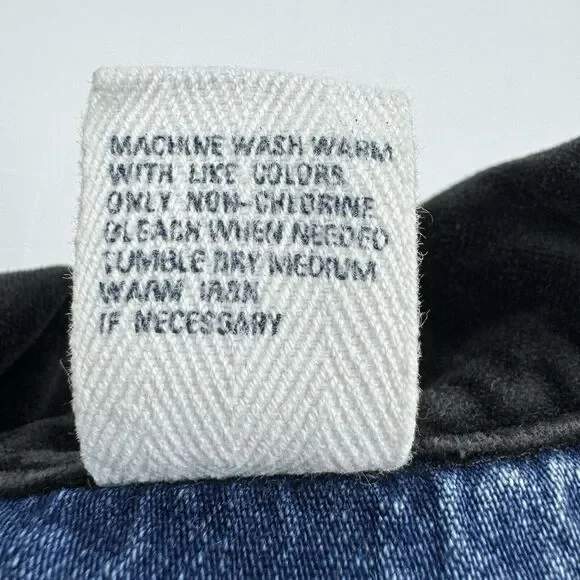 MACHINE WASH WARM
WITH LIKE COLORS
ONLY NON-CHLORINE
BLEACH WHEN NEEDED
TUMBLE DRY MEDIUM
WARM IRON
IF NECESSARY